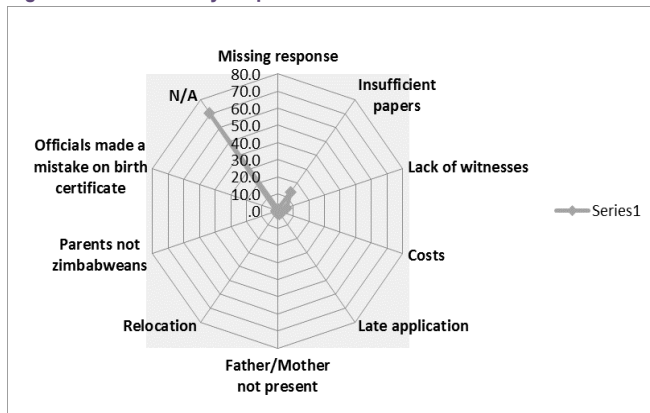 Missing response
80.0
70.0
60.0
50.0
40.0
30.0
20.0
10.0
.0
Insufficient
papers
Lack of witnesses
Costs
Late application
Father/Mother
not present
Relocation
Parents not
zimbabweans
Officials made a
mistake on birth
certificate
N/A
Series1